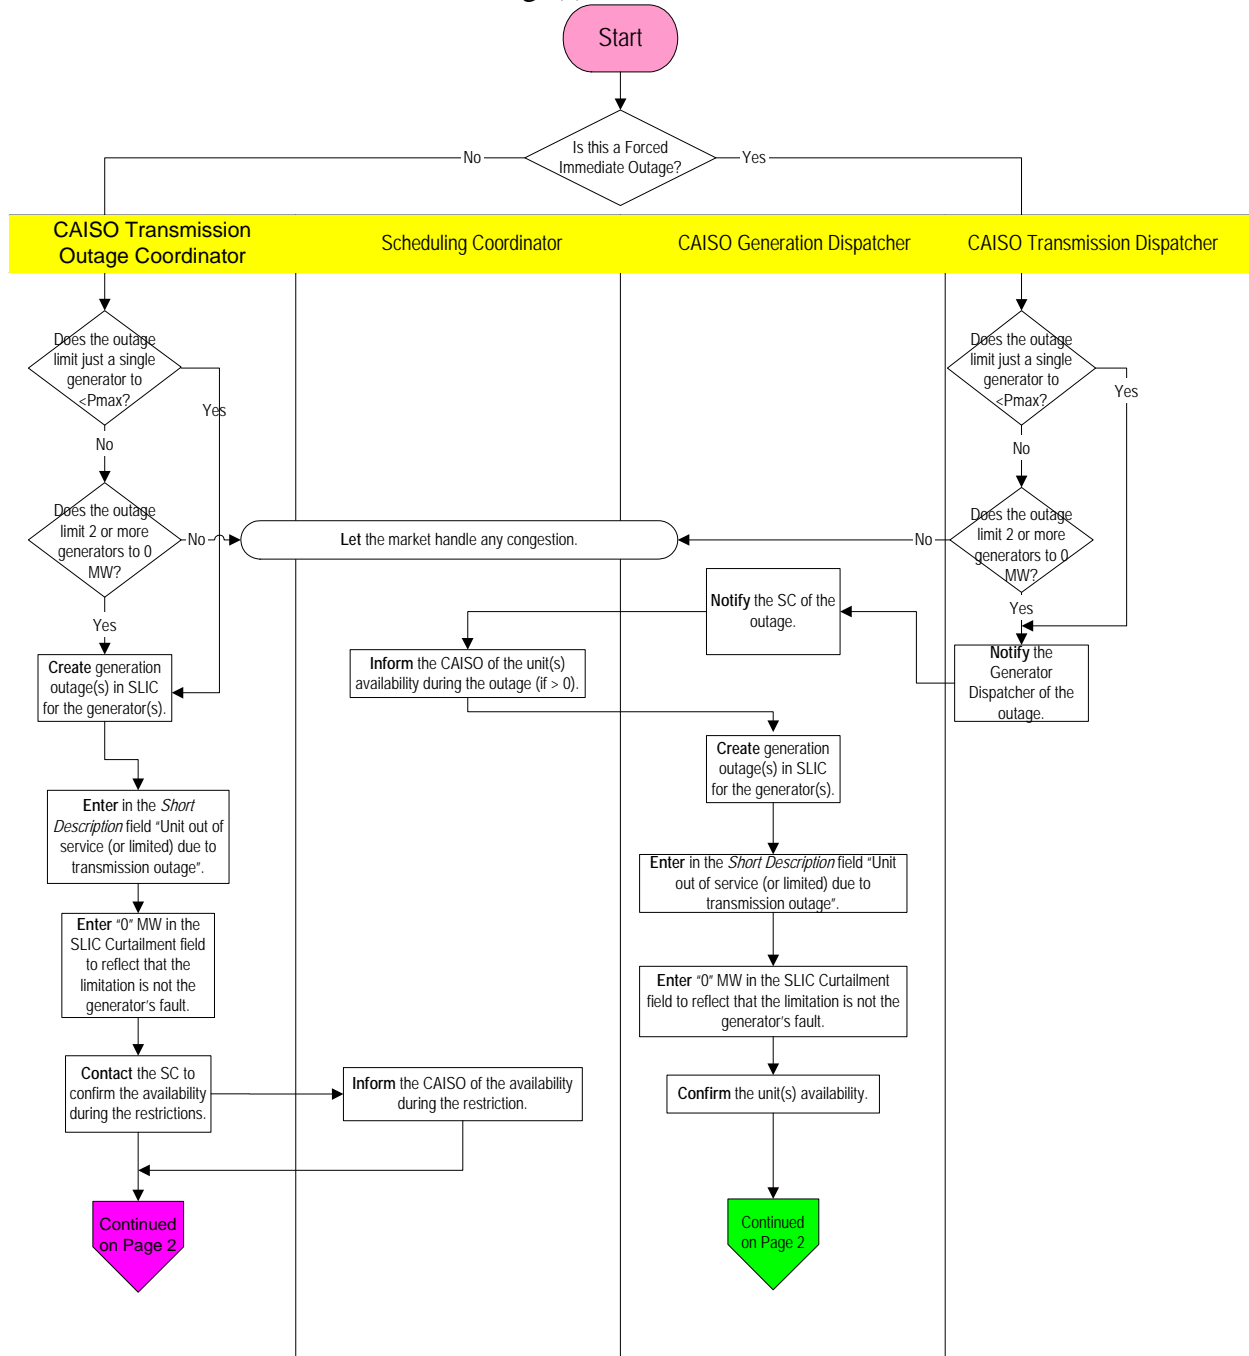 Start
Is this a Forced
Immediate Outage?
No
Yes
CAISO Transmission
Outage Coordinator
Scheduling Coordinator
CAISO Generation Dispatcher
CAISO Transmission Dispatcher
Does the outage
limit just a single
generator to
<Pmax?
Yes
No
Does the outage
limit 2 or more
generators to 0
MW?
No
Yes
Let the market handle any congestion.
Does the outage
limit just a single
generator to
<Pmax?
Yes
No
Does the outage
limit 2 or more
generators to 0
MW?
No
Yes
Notify the
Generator
Dispatcher of the
outage.
Notify the SC of the
outage.
Inform the CAISO of the unit(s)
availability during the outage (if > 0).
Create generation
outage(s) in SLIC
for the generator(s).
Create generation
outage(s) in SLIC
for the generator(s).
Enter in the Short
Description field “Unit out of
service (or limited) due to
transmission outage”.
Enter in the Short Description field “Unit
out of service (or limited) due to
transmission outage”.
Enter “0” MW in the
SLIC Curtailment field
to reflect that the
limitation is not the
generator’s fault.
Enter “0” MW in the SLIC Curtailment
field to reflect that the limitation is not the
generator’s fault.
Contact the SC to
confirm the availability
during the restrictions.
Inform the CAISO of the availability
during the restriction.
Confirm the unit(s) availability.
Continued
on Page 2
Continued
on Page 2